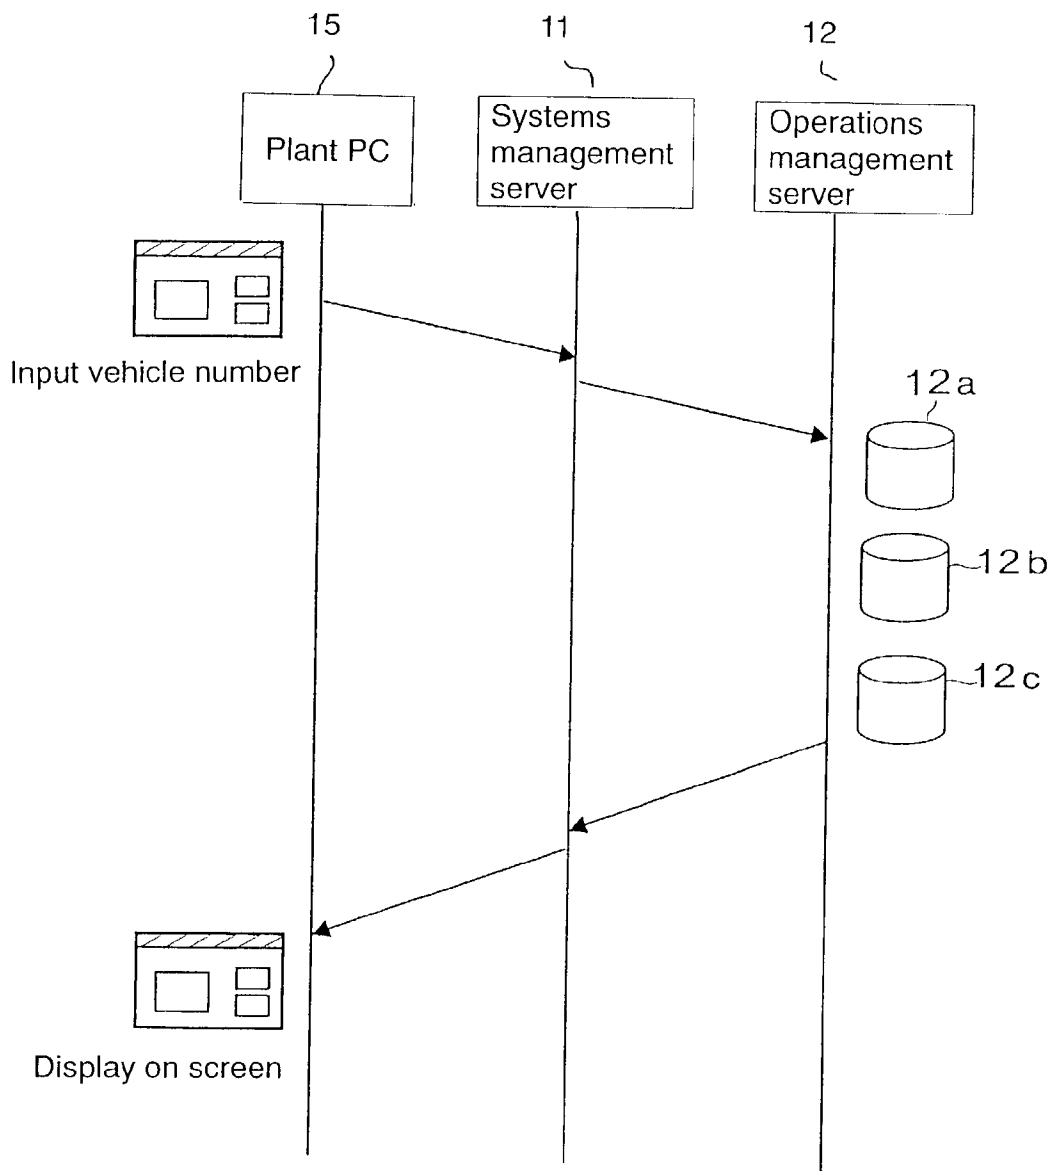 15
11
12
Plant PC
Systems
management
server
Operations
management
server
Input vehicle number
12a
12b
12c
Display on screen